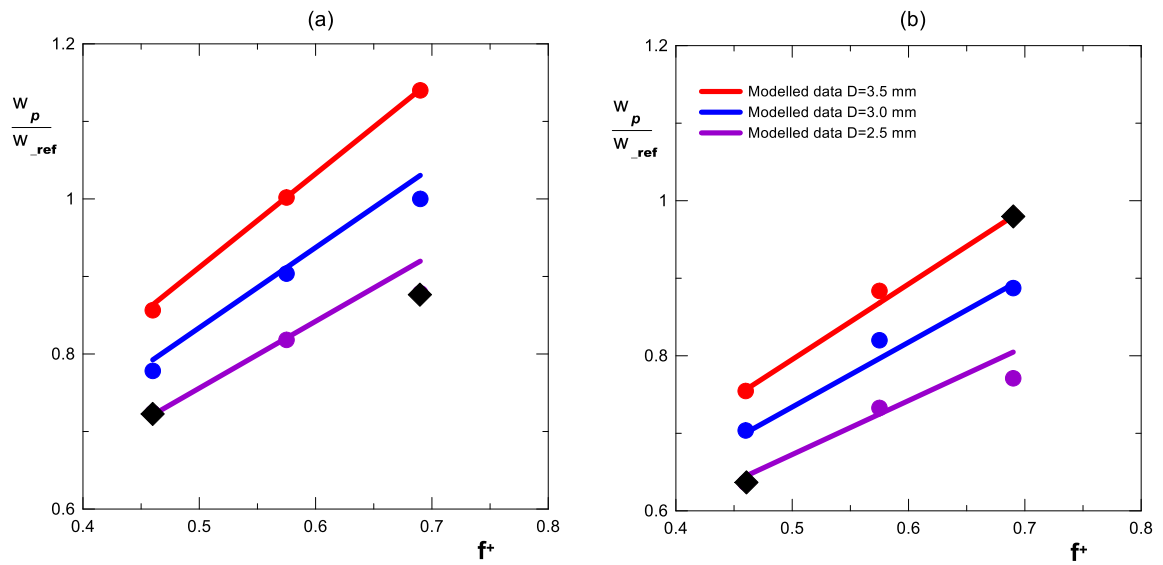 (a)
1.2
1
0.8
0.6
w_p
w_ref
0.4 0.5 0.6 0.7 0.8
f+
(b)
1.2
1
0.8
0.6
w_p
w_ref
Modelled data D=3.5 mm
Modelled data D=3.0 mm
Modelled data D=2.5 mm
0.4 0.5 0.6 0.7 0.8
f+